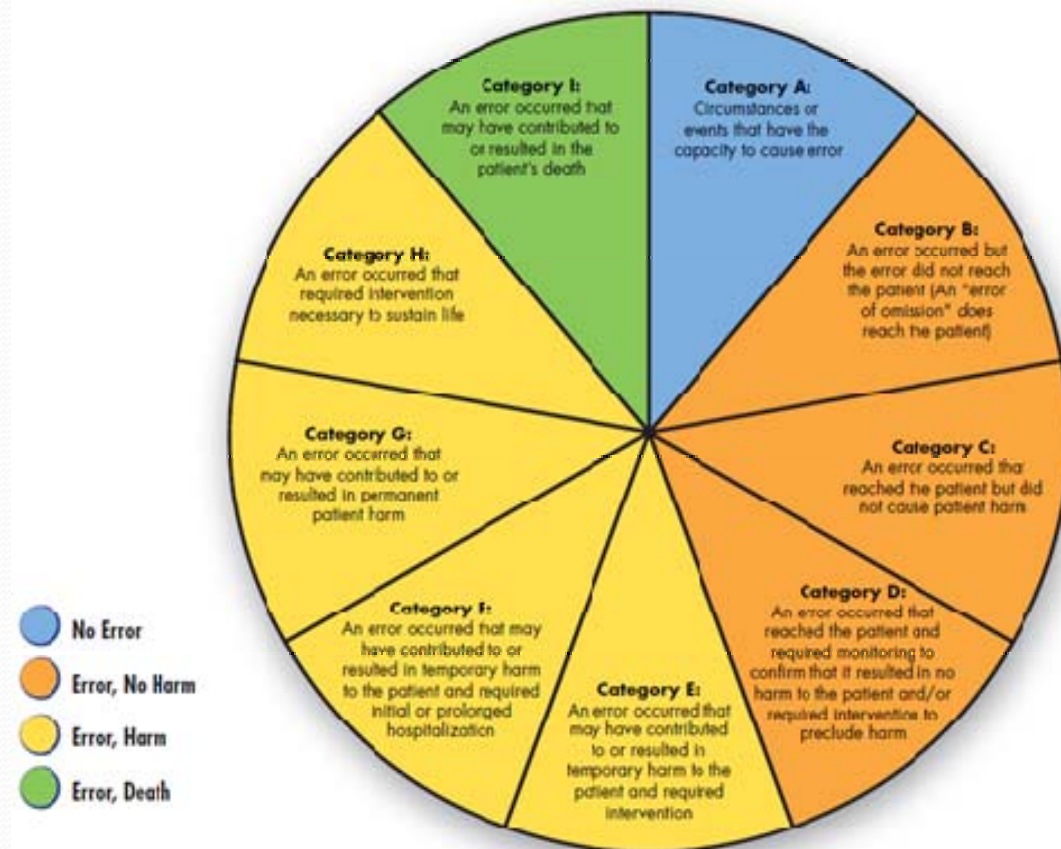 Category A:
Circumstances or
events that have the
capacity to cause error
Category B:
An error occurred but
the error did not reach
the patient (An "error
of omission" does
reach the patient)
Category C:
An error occurred that
reached the patient but did
not cause patient harm
Category D:
An error occurred that
reached the patient and
required monitoring to
confirm that it resulted in no
harm to the patient and/or
required intervention to
preclude harm
Category E:
An error occurred that
may have contributed
to or resulted in
temporary harm to the
patient and required
intervention
Category F:
An error occurred that may
have contributed to or
resulted in temporary harm
to the patient and required
initial or prolonged
hospitalization
Category G:
An error occurred that
may have contributed to or
resulted in permanent
patient harm
Category H:
An error occurred that
required intervention
necessary to sustain life
Category I:
An error occurred that
may have contributed to
or resulted in the
patient's death
No Error
Error, No Harm
Error, Harm
Error, Death